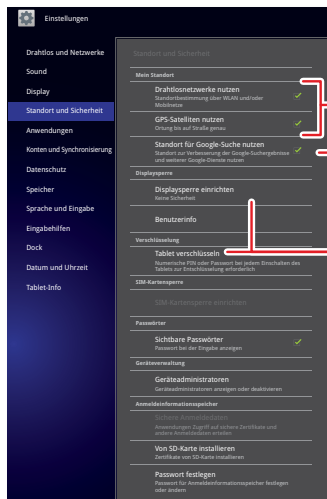 Einstellungen
Drahtlos und Netzwerke
Sound
Display
Standort und Sicherheit
Anwendungen
Konten und Synchronisierung
Datenschutz
Speicher
Sprache und Eingabe
Eingabehilfen
Dock
Datum und Uhrzeit
Tablet-Info
Standort und Sicherheit
Mein Standort
Drahtlosnetzwerke nutzen
Standortbestimmung über WLAN und/oder
Mobilnetze
GPS-Satelliten nutzen
Ortung bis auf Straße genau
Standort für Google-Suche nutzen
Standort zur Verbesserung der Google-Suchergebnisse
und weiterer Google-Dienste nutzen
Displaysperre
Displaysperre einrichten
Keine Sicherheit
Benutzerinfo
Verschlüsselung
Tablet verschlüsseln
Numerische PIN oder Passwort bei jedem Einschalten des
Tablets zur Entschlüsselung erforderlich
SIM-Kartensperre
SIM-Kartensperre einrichten
Passwörter
Sichtbare Passwörter
Passwort bei der Eingabe anzeigen
Geräteverwaltung
Geräteadministratoren
Geräteadministratoren anzeigen oder deaktivieren
Anmeldeinformationsspeicher
Sichere Anmeldedaten
Anwendungen Zugriff auf sichere Zertifikate und
andere Anmeldedaten erteilen
Von SD-Karte installieren
Zertifikate von SD-Karte installieren
Passwort festlegen
Passwort für Anmeldeinformationsspeicher festlegen
oder ändern